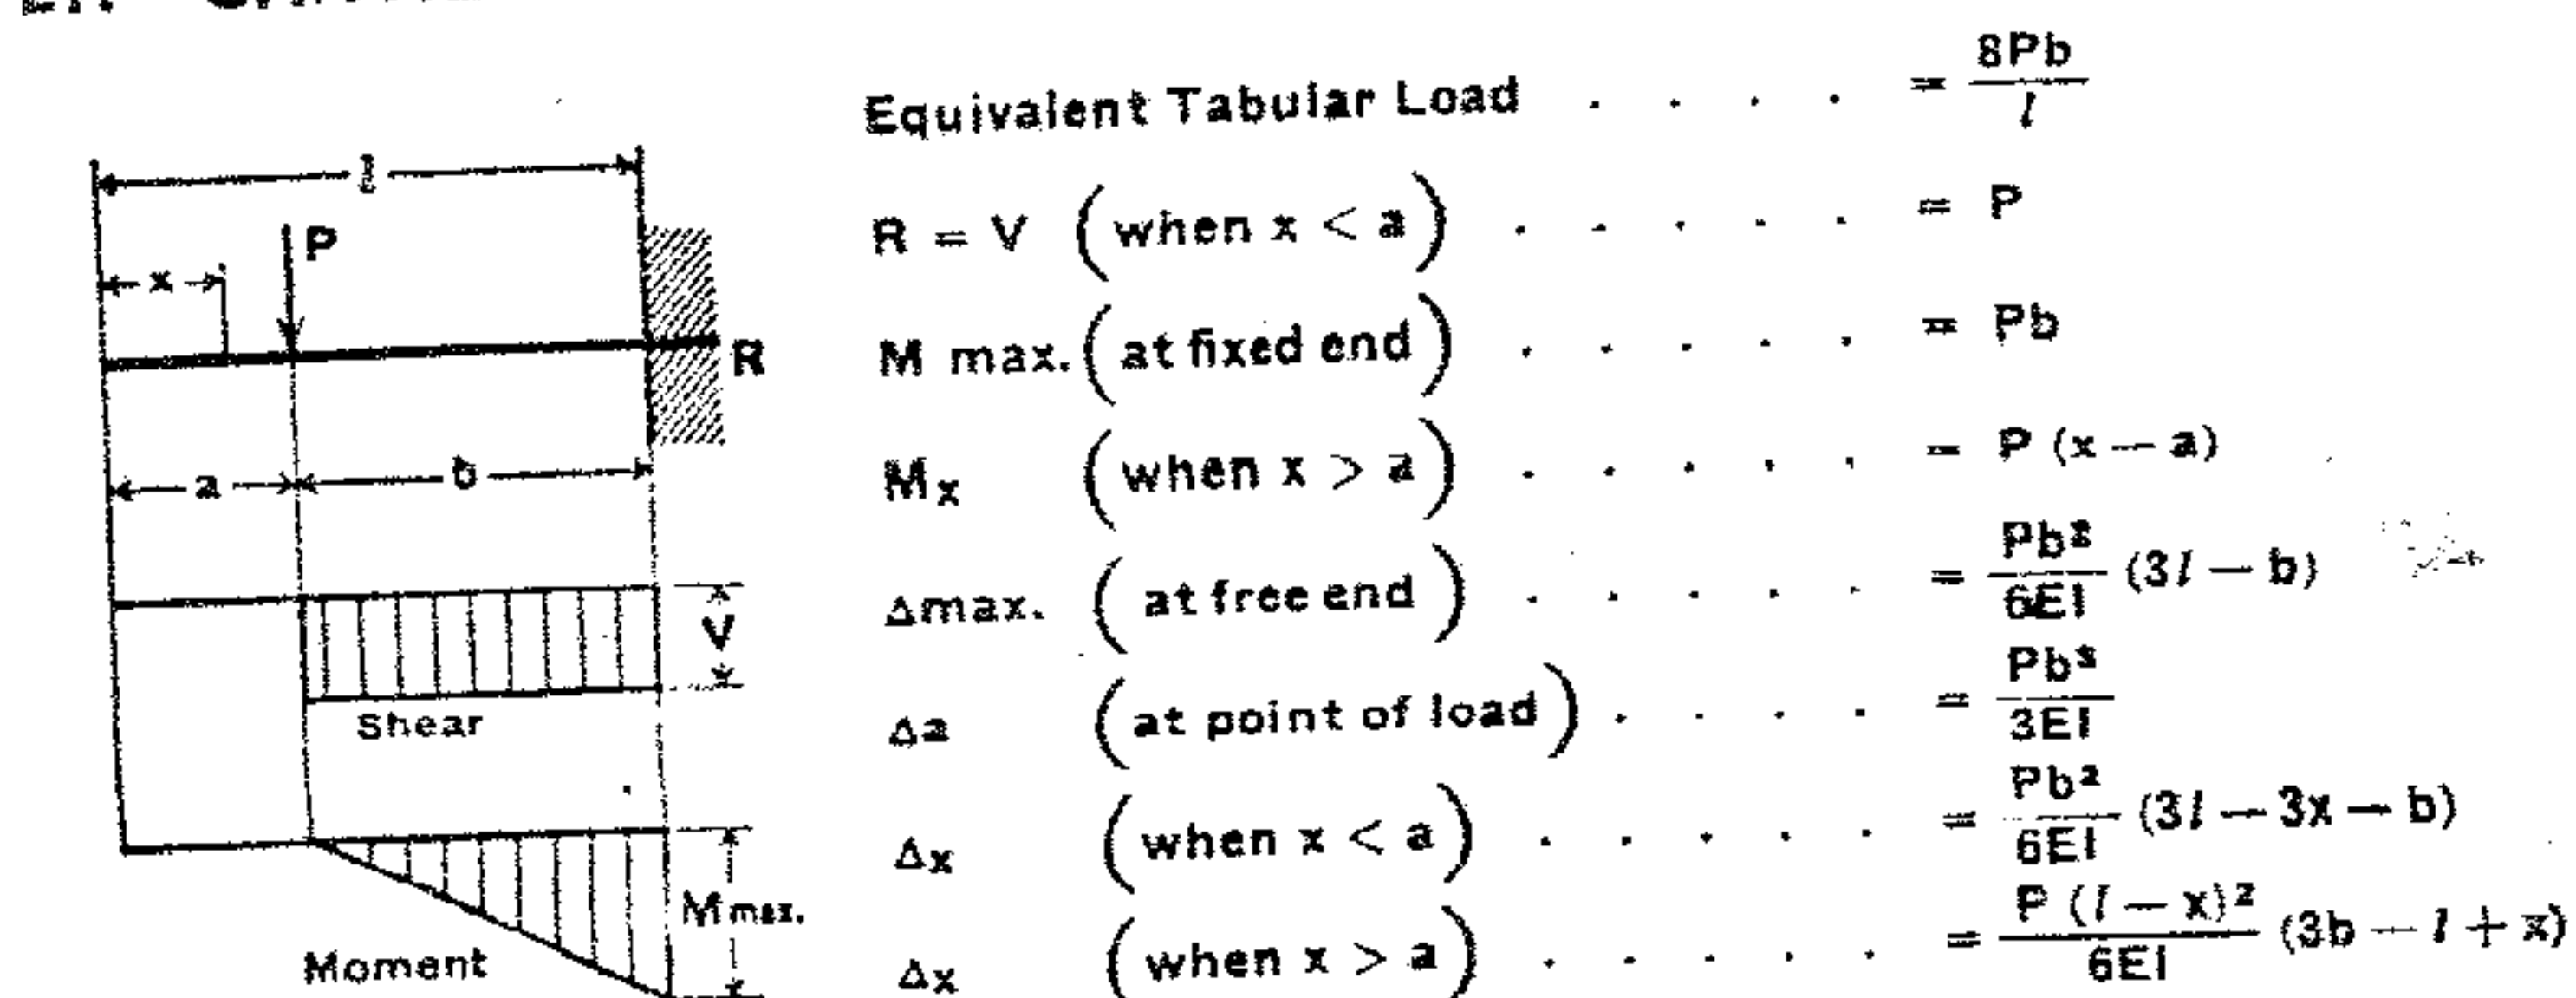 Equivalent Tabular Load . . . . = 8Pb / l
R = V (when x < a) . . . . . = P
M max. (at fixed end) . . . . . = Pb
Mx (when x > a) . . . . . = P (x — a)
Δmax. (at free end) . . . . . = Pb² / 6EI (3l — b)
Δa (at point of load) . . . . = Pb³ / 3EI
Δx (when x < a) . . . . . = Pb² / 6EI (3l — 3x — b)
Δx (when x > a) . . . . . = P (l — x)² / 6EI (3b — l + x)
l
P
x
R
a
b
V
Shear
M max.
Moment